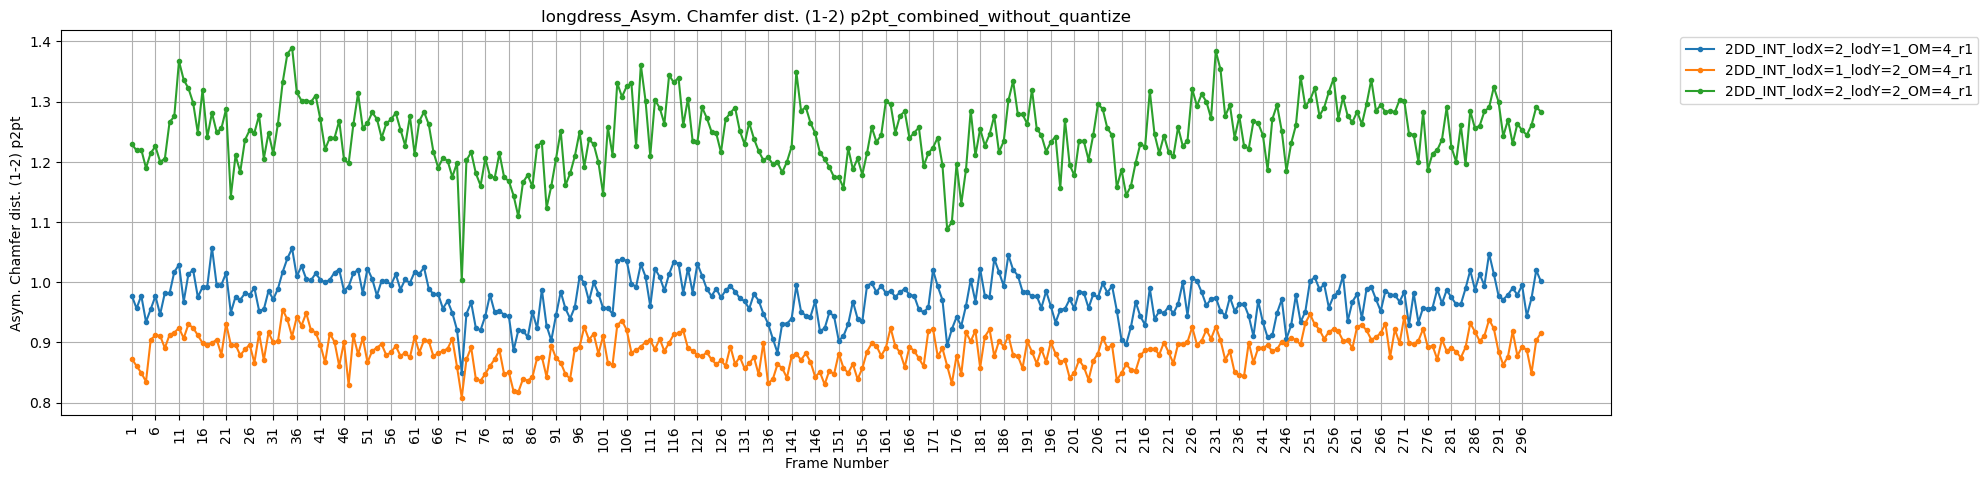 longdress_Asym. Chamfer dist. (1-2) p2pt_combined_without_quantize
Asym. Chamfer dist. (1-2) p2pt
1.4
1.3
1.2
1.1
1.0
0.9
0.8
1 6 11 16 21 26 31 36 41 46 51 56 61 66 71 76 81 86 91 96 101 106 111 116 121 126 131 136 141 146 151 156 161 166 171 176 181 186 191 196 201 206 211 216 221 226 231 236 241 246 251 256 261 266 271 276 281 286 291 296
Frame Number
2DD_INT_lodX=2_lodY=1_OM=4_r1
2DD_INT_lodX=1_lodY=2_OM=4_r1
2DD_INT_lodX=2_lodY=2_OM=4_r1